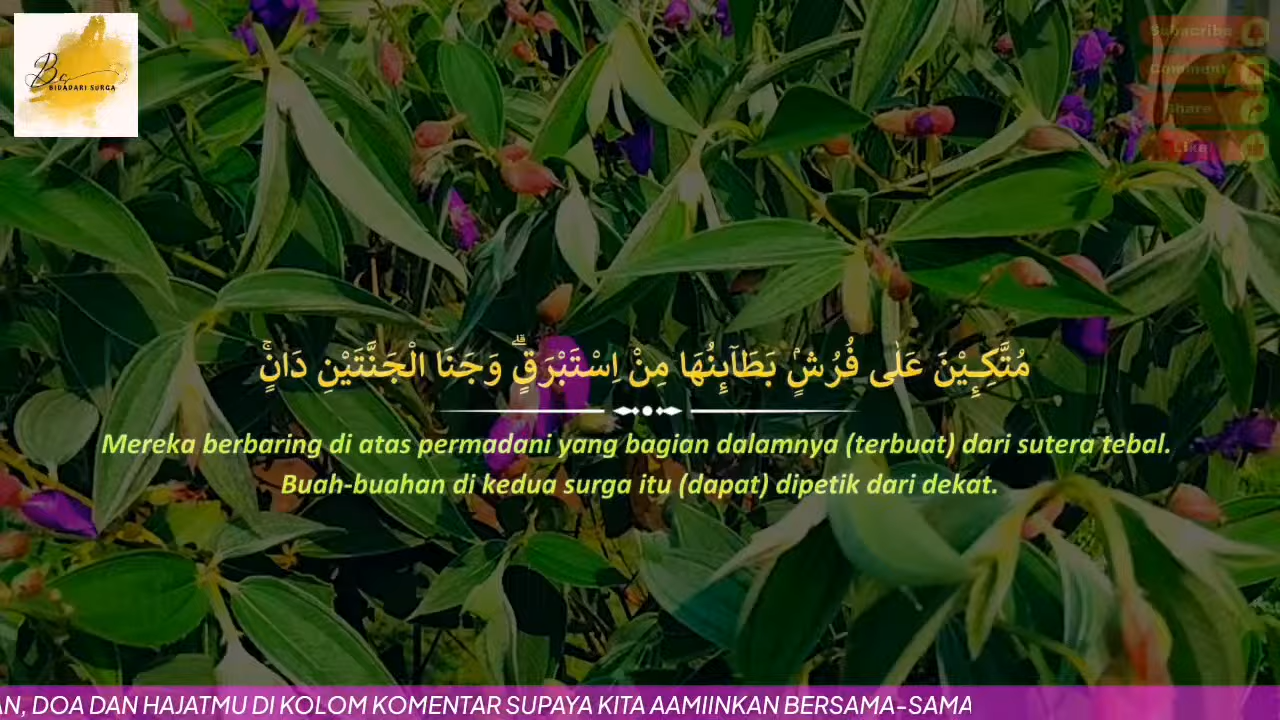 Bs
BIDADARI SURGA
Subscribe
Comment
Share
Like
مُتَّكِـِٕيْنَ عَلٰى فُرُشٍۢ بَطَاۤىِٕنُهَا مِنْ اِسْتَبْرَقٍۗ وَجَنَا الْجَنَّتَيْنِ دَانٍۚ
Mereka berbaring di atas permadani yang bagian dalamnya (terbuat) dari sutera tebal.
Buah-buahan di kedua surga itu (dapat) dipetik dari dekat.
AN, DOA DAN HAJATMU DI KOLOM KOMENTAR SUPAYA KITA AAMIINKAN BERSAMA-SAMA